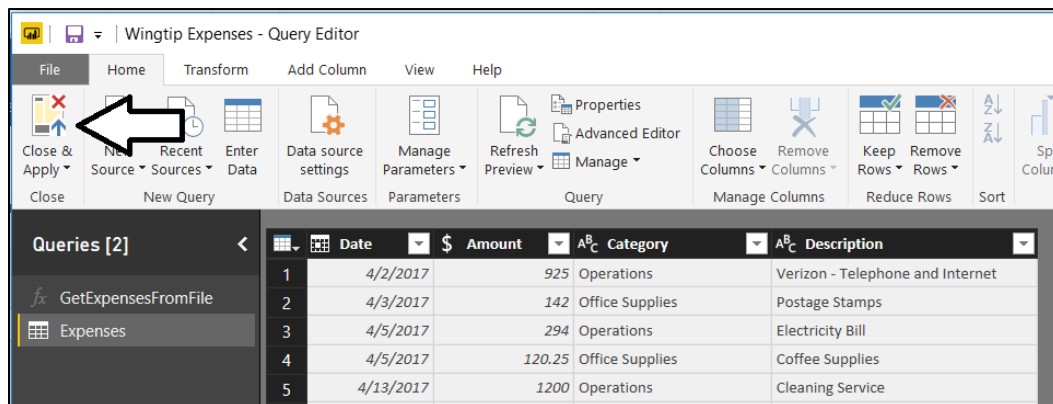 Wingtip Expenses - Query Editor
File Home Transform Add Column View Help
Close & Apply
New Source
Recent Sources
Enter Data
Data source settings
Manage Parameters
Refresh Preview
Properties
Advanced Editor
Manage
Choose Columns
Remove Columns
Keep Rows
Remove Rows
Close New Query Data Sources Parameters Query Manage Columns Reduce Rows Sort
Queries [2]
fx GetExpensesFromFile
Expenses
Date $ Amount ABC Category ABC Description
1 4/2/2017 925 Operations Verizon - Telephone and Internet
2 4/3/2017 142 Office Supplies Postage Stamps
3 4/5/2017 294 Operations Electricity Bill
4 4/5/2017 120.25 Office Supplies Coffee Supplies
5 4/13/2017 1200 Operations Cleaning Service